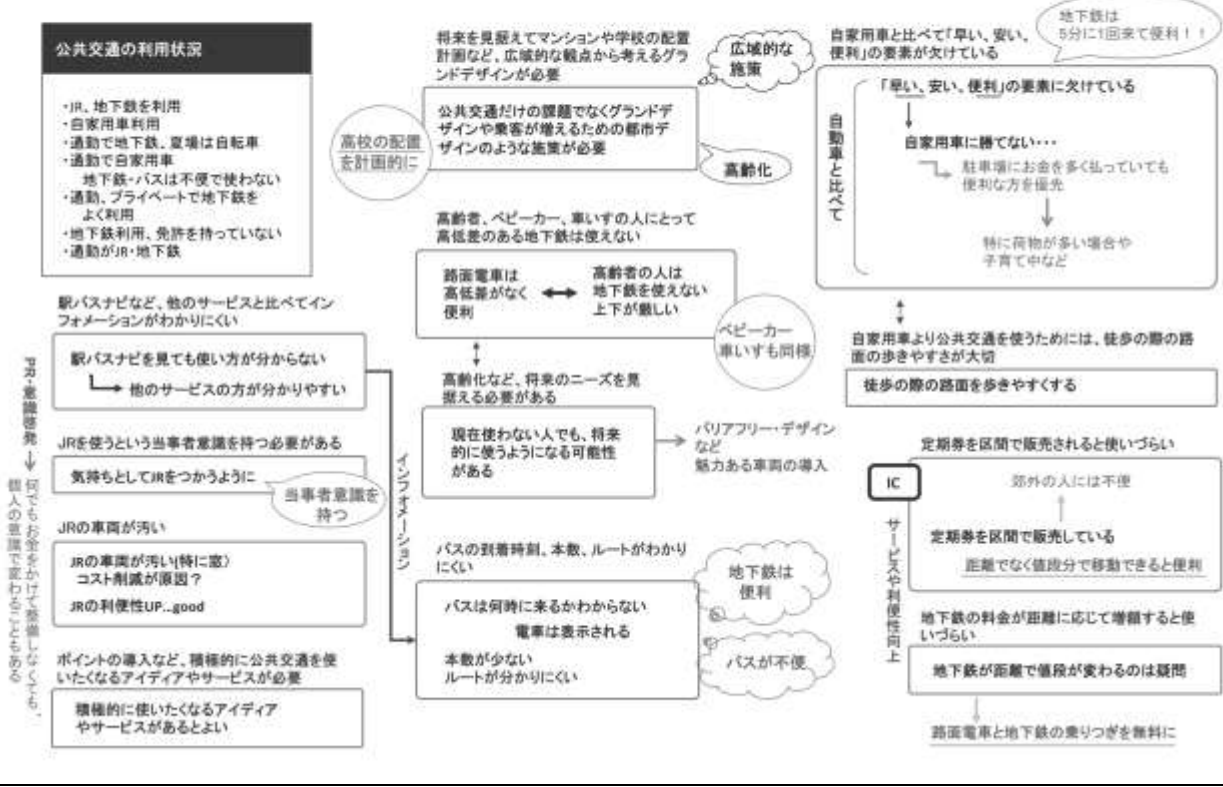 公共交通の利用状況
・JR、地下鉄を利用
・自家用車利用
・通勤で地下鉄、夏場は自転車
・通勤で自家用車
地下鉄・バスは不便で使わない
・通勤、プライベートで地下鉄を
よく利用
・地下鉄利用、免許を持っていない
・通勤がJR・地下鉄
駅バスナビなど、他のサービスと比べてイン
フォメーションがわかりにくい
駅バスナビを見ても使い方が分からない
他のサービスの方が分かりやすい
PR・意識啓発
何でもお金をかけて整備しなくても、
個人の意識で変わることもある
JRを使うという当事者意識を持つ必要がある
気持ちとしてJRをつかうように
当事者意識を
持つ
JRの車両が汚い
JRの車両が汚い(特に窓)
コスト削減が原因?
JRの利便性UP…good
ポイントの導入など、積極的に公共交通を使
いたくなるアイディアやサービスが必要
積極的に使いたくなるアイディア
やサービスがあるとよい
将来を見据えてマンションや学校の配置
計画など、広域的な観点から考えるグラ
ンドデザインが必要
広域的な
施策
公共交通だけの課題でなくグランドデ
ザインや乗客が増えるための都市デ
ザインのような施策が必要
高校の配置
を計画的に
高齢化
高齢者、ベビーカー、車いすの人にとって
高低差のある地下鉄は使えない
路面電車は
高低差がなく
便利
高齢者の人は
地下鉄を使えない
上下が厳しい
ベビーカー
車いすも同様
高齢化など、将来のニーズを見
据える必要がある
現在使わない人でも、将来
的に使うようになる可能性
がある
バリアフリー・デザイン
など
魅力ある車両の導入
インフォメーション
バスの到着時刻、本数、ルートがわかり
にくい
バスは何時に来るかわからない
電車は表示される
本数が少ない
ルートが分かりにくい
地下鉄は
便利
バスが不便
自家用車と比べて「早い、安い、
便利」の要素が欠けている
地下鉄は
5分に1回来て便利!!
自動車と比べて
「早い、安い、便利」の要素に欠けている
自家用車に勝てない・・・
駐車場にお金を多く払っていても
便利な方を優先
特に荷物が多い場合や
子育て中など
自家用車より公共交通を使うためには、徒歩の際の路
面の歩きやすさが大切
徒歩の際の路面を歩きやすくする
定期券を区間で販売されると使いづらい
IC
サービスや利便性向上
郊外の人には不便
定期券を区間で販売している
距離でなく値段分で移動できると便利
地下鉄の料金が距離に応じて増額すると使
いづらい
地下鉄が距離で値段が変わるのは疑問
路面電車と地下鉄の乗りつぎを無料に